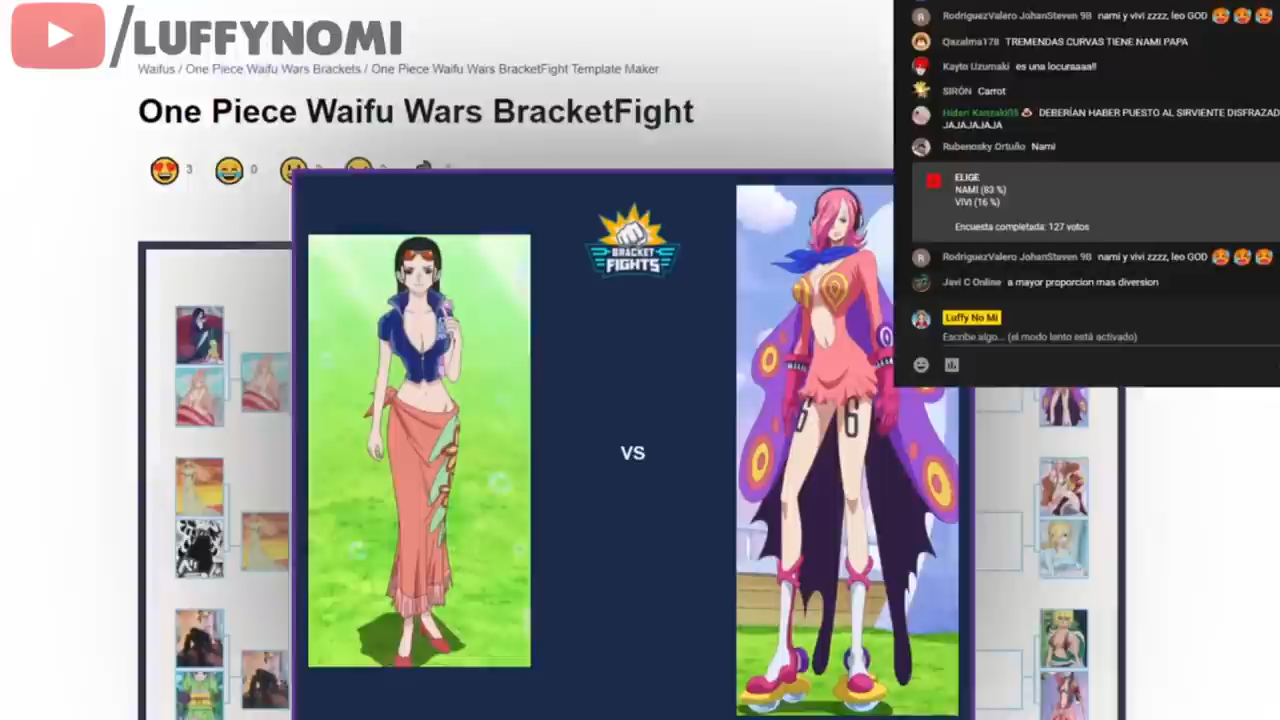 /LUFFYNOMI
Waifus / One Piece Waifu Wars Brackets / One Piece Waifu Wars BracketFight Template Maker
One Piece Waifu Wars BracketFight
3
0
BRACKET
FIGHTS
VS
6
6
R RodriguezValero JohanSteven 98 nami y vivi zzzz, leo GOD
Qazalma178 TREMENDAS CURVAS TIENE NAMI PAPA
Kayto Uzumaki es una locuraaaa!!
SIRÓN Carrot
Hideri Kanzaki05 DEBERÍAN HABER PUESTO AL SIRVIENTE DISFRAZAD
JAJAJAJAJA
Rubenosky Ortuño Nami
ELIGE
NAMI (83 %)
VIVI (16 %)
Encuesta completada: 127 votos
R RodriguezValero JohanSteven 98 nami y vivi zzzz, leo GOD
Javi C Online a mayor proporcion mas diversion
Luffy No Mi
Escribe algo... (el modo lento está activado)